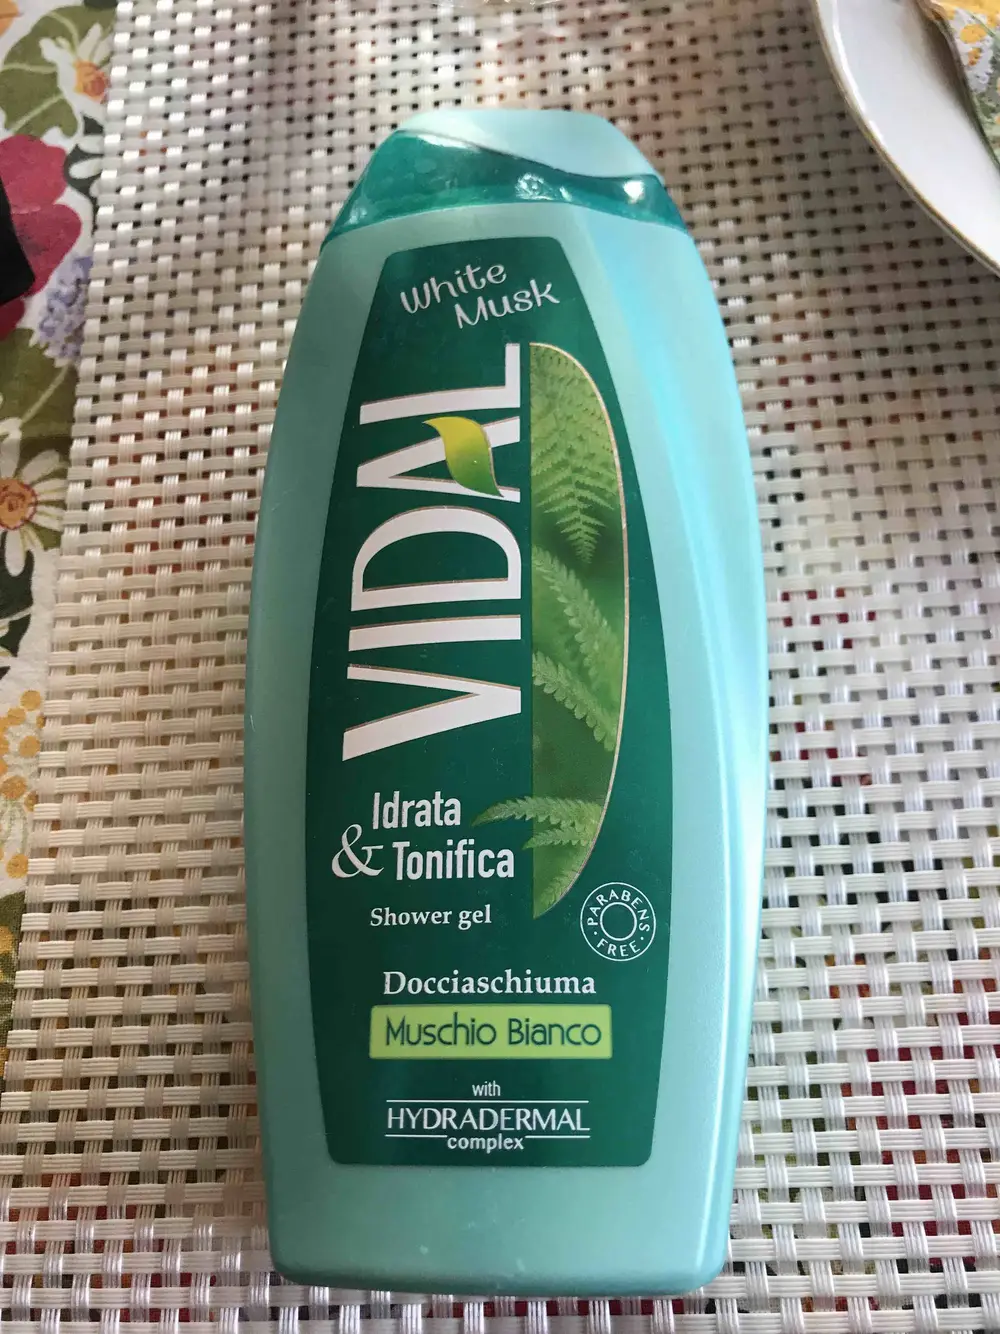 White
Musk
VIDAL
Idrata
& Tonifica
Shower gel
PARABENS
FREE
Docciaschiuma
Muschio Bianco
with
HYDRADERMAL
complex